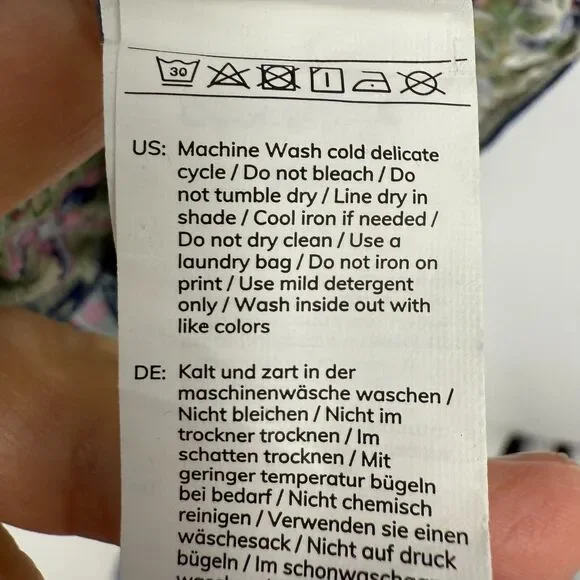 30
US: Machine Wash cold delicate
cycle / Do not bleach / Do
not tumble dry / Line dry in
shade / Cool iron if needed /
Do not dry clean / Use a
laundry bag / Do not iron on
print / Use mild detergent
only / Wash inside out with
like colors
DE: Kalt und zart in der
maschinenwäsche waschen /
Nicht bleichen / Nicht im
trockner trocknen / Im
schatten trocknen / Mit
geringer temperatur bügeln
bei bedarf / Nicht chemisch
reinigen / Verwenden sie einen
wäschesack / Nicht auf druck
bügeln / Im